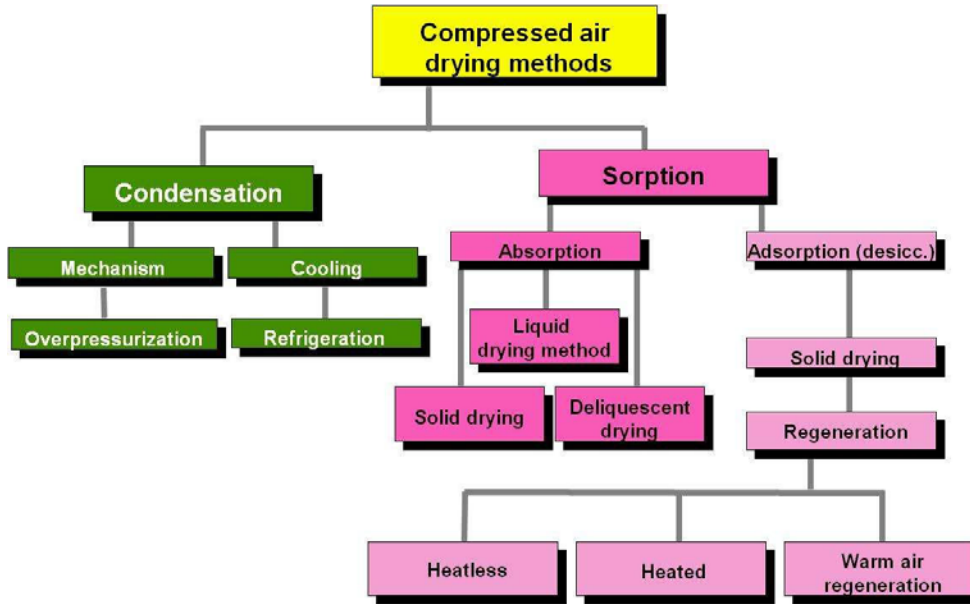 Compressed air
drying methods
Condensation
Sorption
Mechanism
Cooling
Absorption
Adsorption (desicc.)
Overpressurization
Refrigeration
Liquid
drying method
Solid drying
Solid drying
Deliquescent
drying
Regeneration
Heatless
Heated
Warm air
regeneration